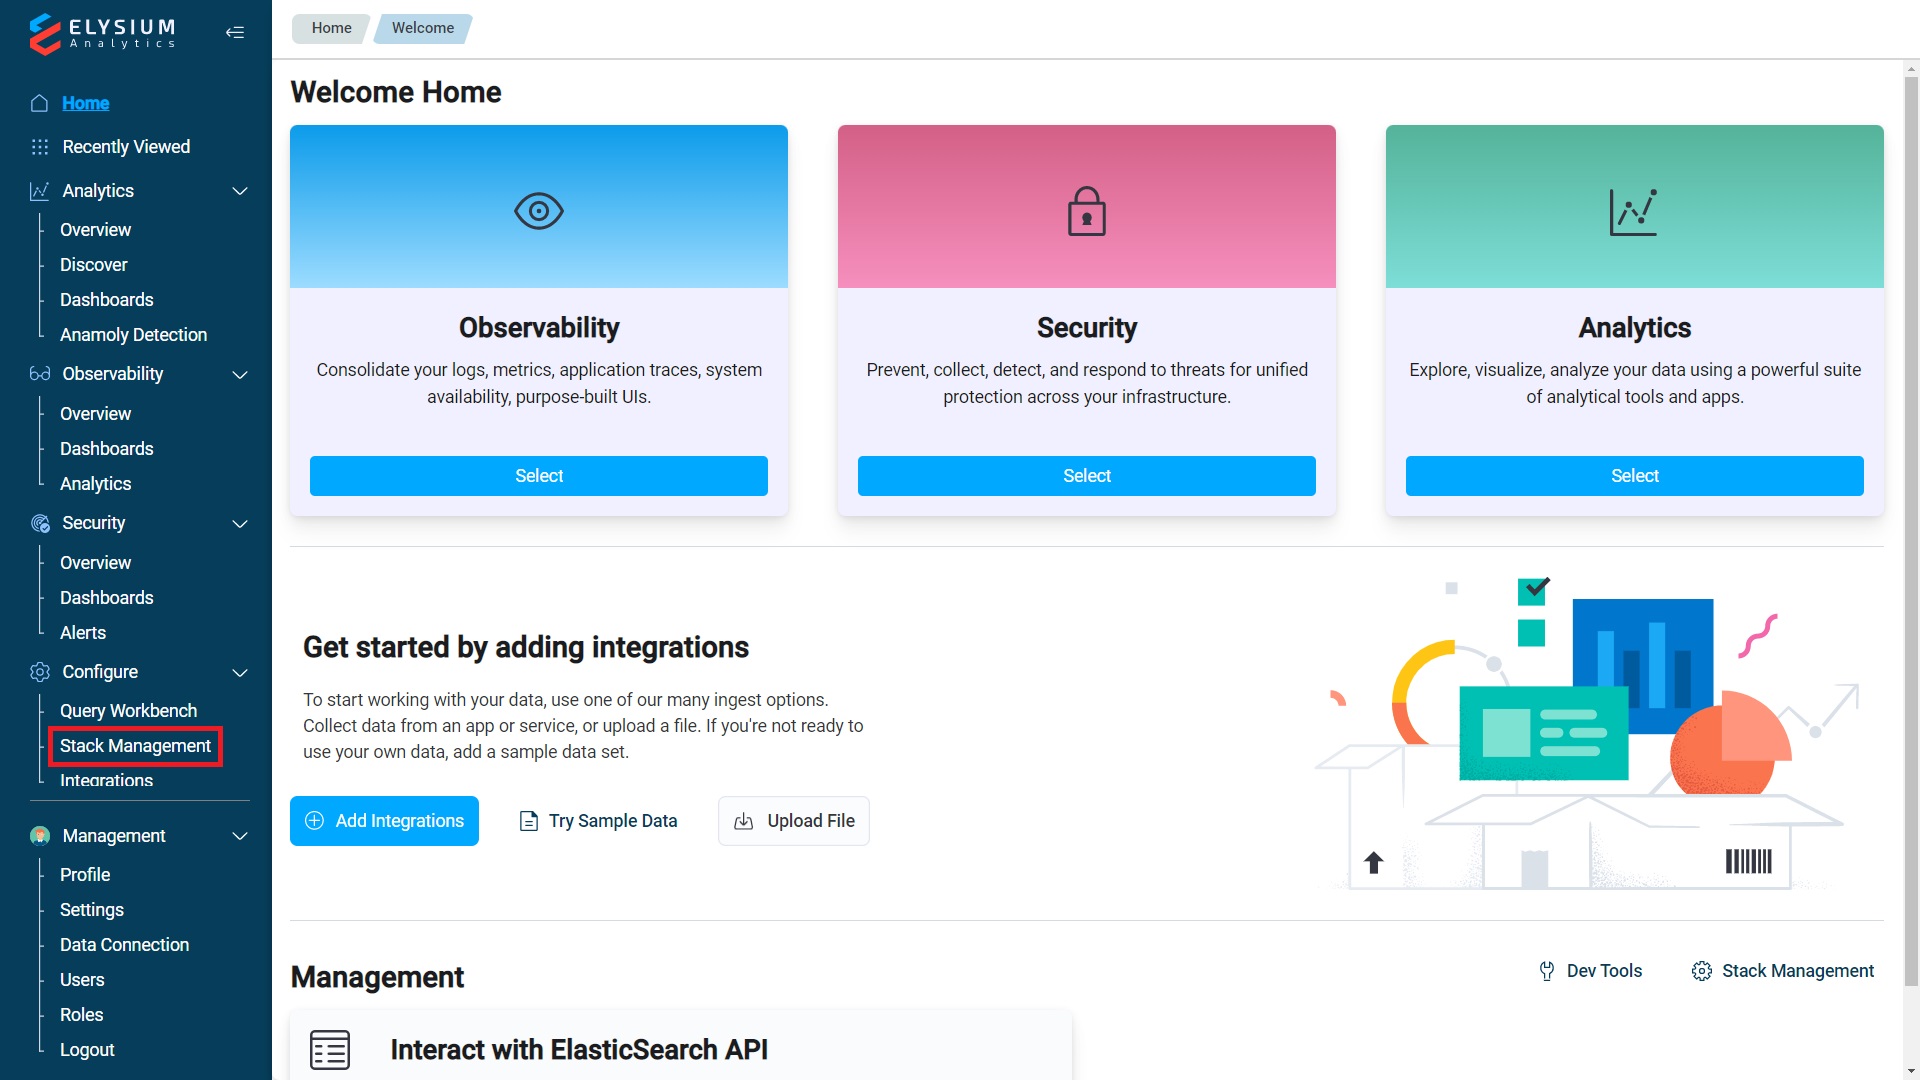 ELYSIUM
Analytics
Home
Recently Viewed
Analytics
Overview
Discover
Dashboards
Anamoly Detection
Observability
Overview
Dashboards
Analytics
Security
Overview
Dashboards
Alerts
Configure
Query Workbench
Stack Management
Integrations
Management
Profile
Settings
Data Connection
Users
Roles
Logout
Home
Welcome
Welcome Home
Observability
Consolidate your logs, metrics, application traces, system
availability, purpose-built UIs.
Select
Security
Prevent, collect, detect, and respond to threats for unified
protection across your infrastructure.
Select
Analytics
Explore, visualize, analyze your data using a powerful suite
of analytical tools and apps.
Select
Get started by adding integrations
To start working with your data, use one of our many ingest options.
Collect data from an app or service, or upload a file. If you're not ready to
use your own data, add a sample data set.
Add Integrations
Try Sample Data
Upload File
Management
Dev Tools
Stack Management
Interact with ElasticSearch API